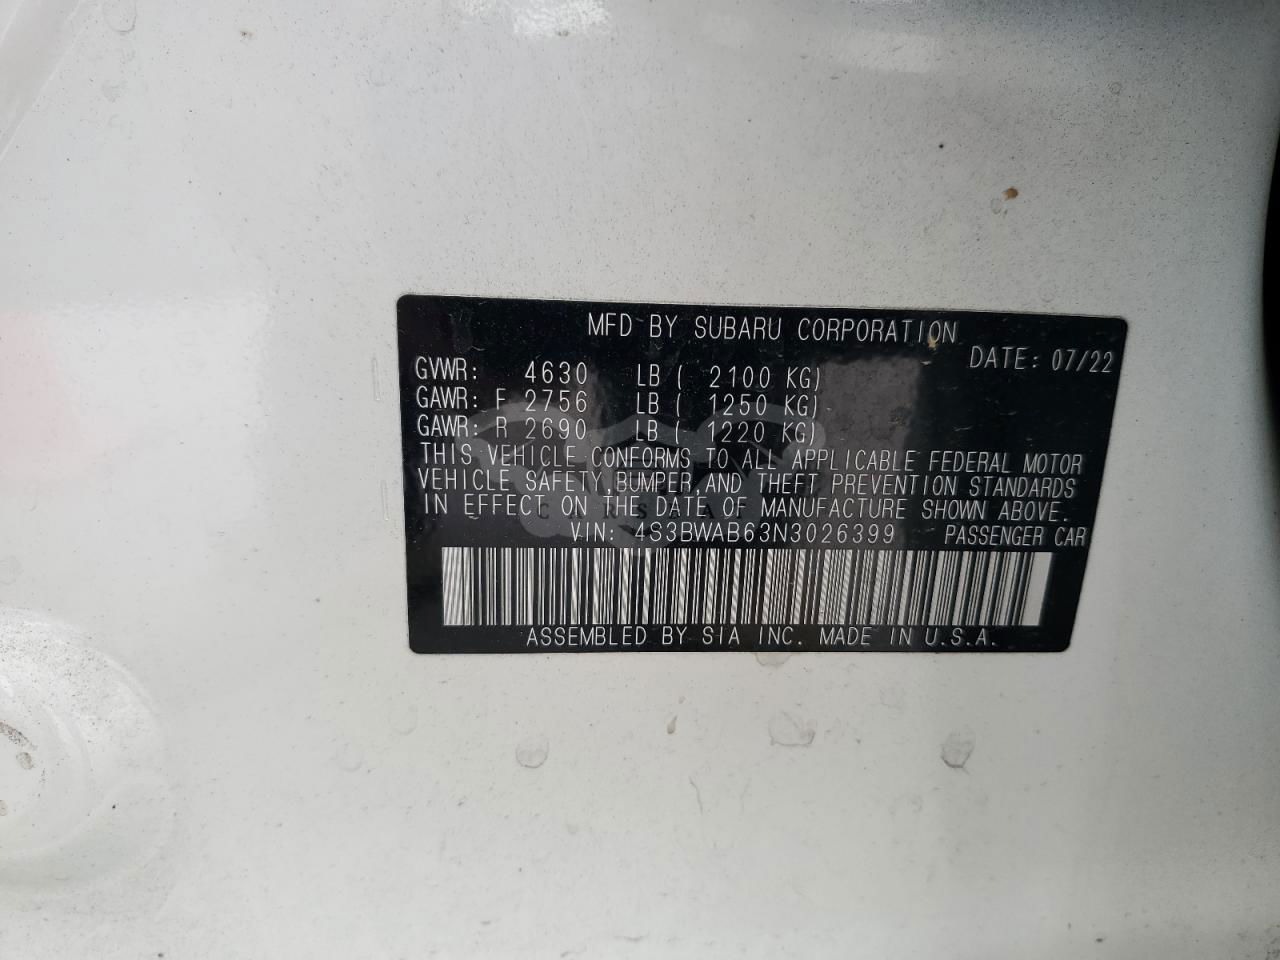 MFD BY SUBARU CORPORATION
DATE: 07/22
GVWR: 4630 LB ( 2100 KG)
GAWR: F 2756 LB ( 1250 KG)
GAWR: R 2690 LB ( 1220 KG)
THIS VEHICLE CONFORMS TO ALL APPLICABLE FEDERAL MOTOR
VEHICLE SAFETY,BUMPER,AND THEFT PREVENTION STANDARDS
IN EFFECT ON THE DATE OF MANUFACTURE SHOWN ABOVE.
VIN: 4S3BWAB63N3026399 PASSENGER CAR
ASSEMBLED BY SIA INC. MADE IN U.S.A.